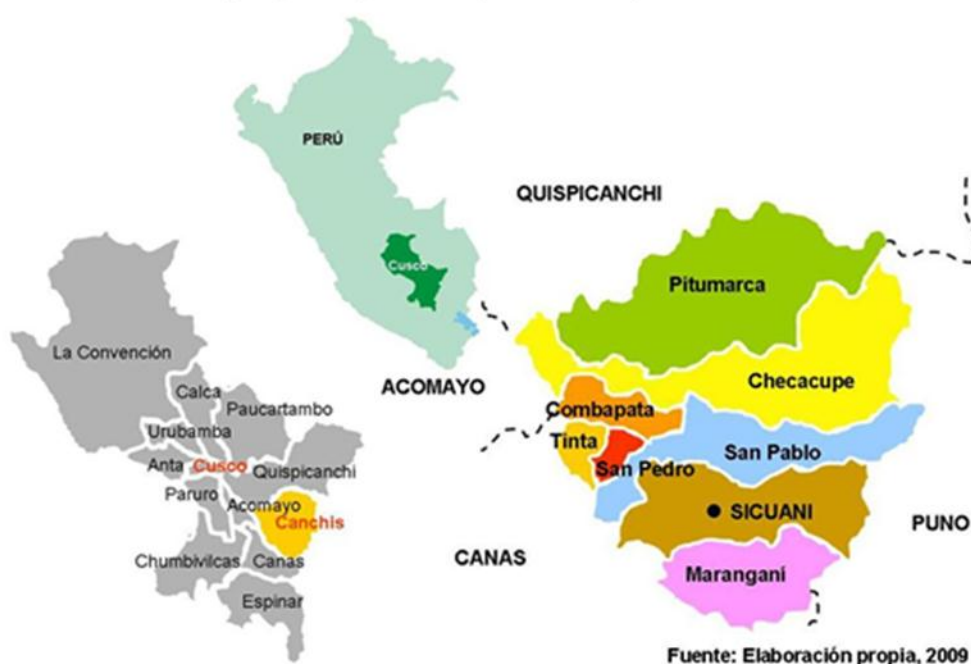 PERÚ
Cusco
QUISPICANCHI
Pitumarca
La Convención
Calca
Paucartambo
Urubamba
Anta
Cusco
Quispicanchi
Paruro
Acomayo
Canchis
Chumbivilcas
Canas
Espinar
ACOMAYO
Checacupe
Combapata
Tinta
San Pablo
San Pedro
SICUANI
PUNO
CANAS
Maranganí
Fuente: Elaboración propia, 2009